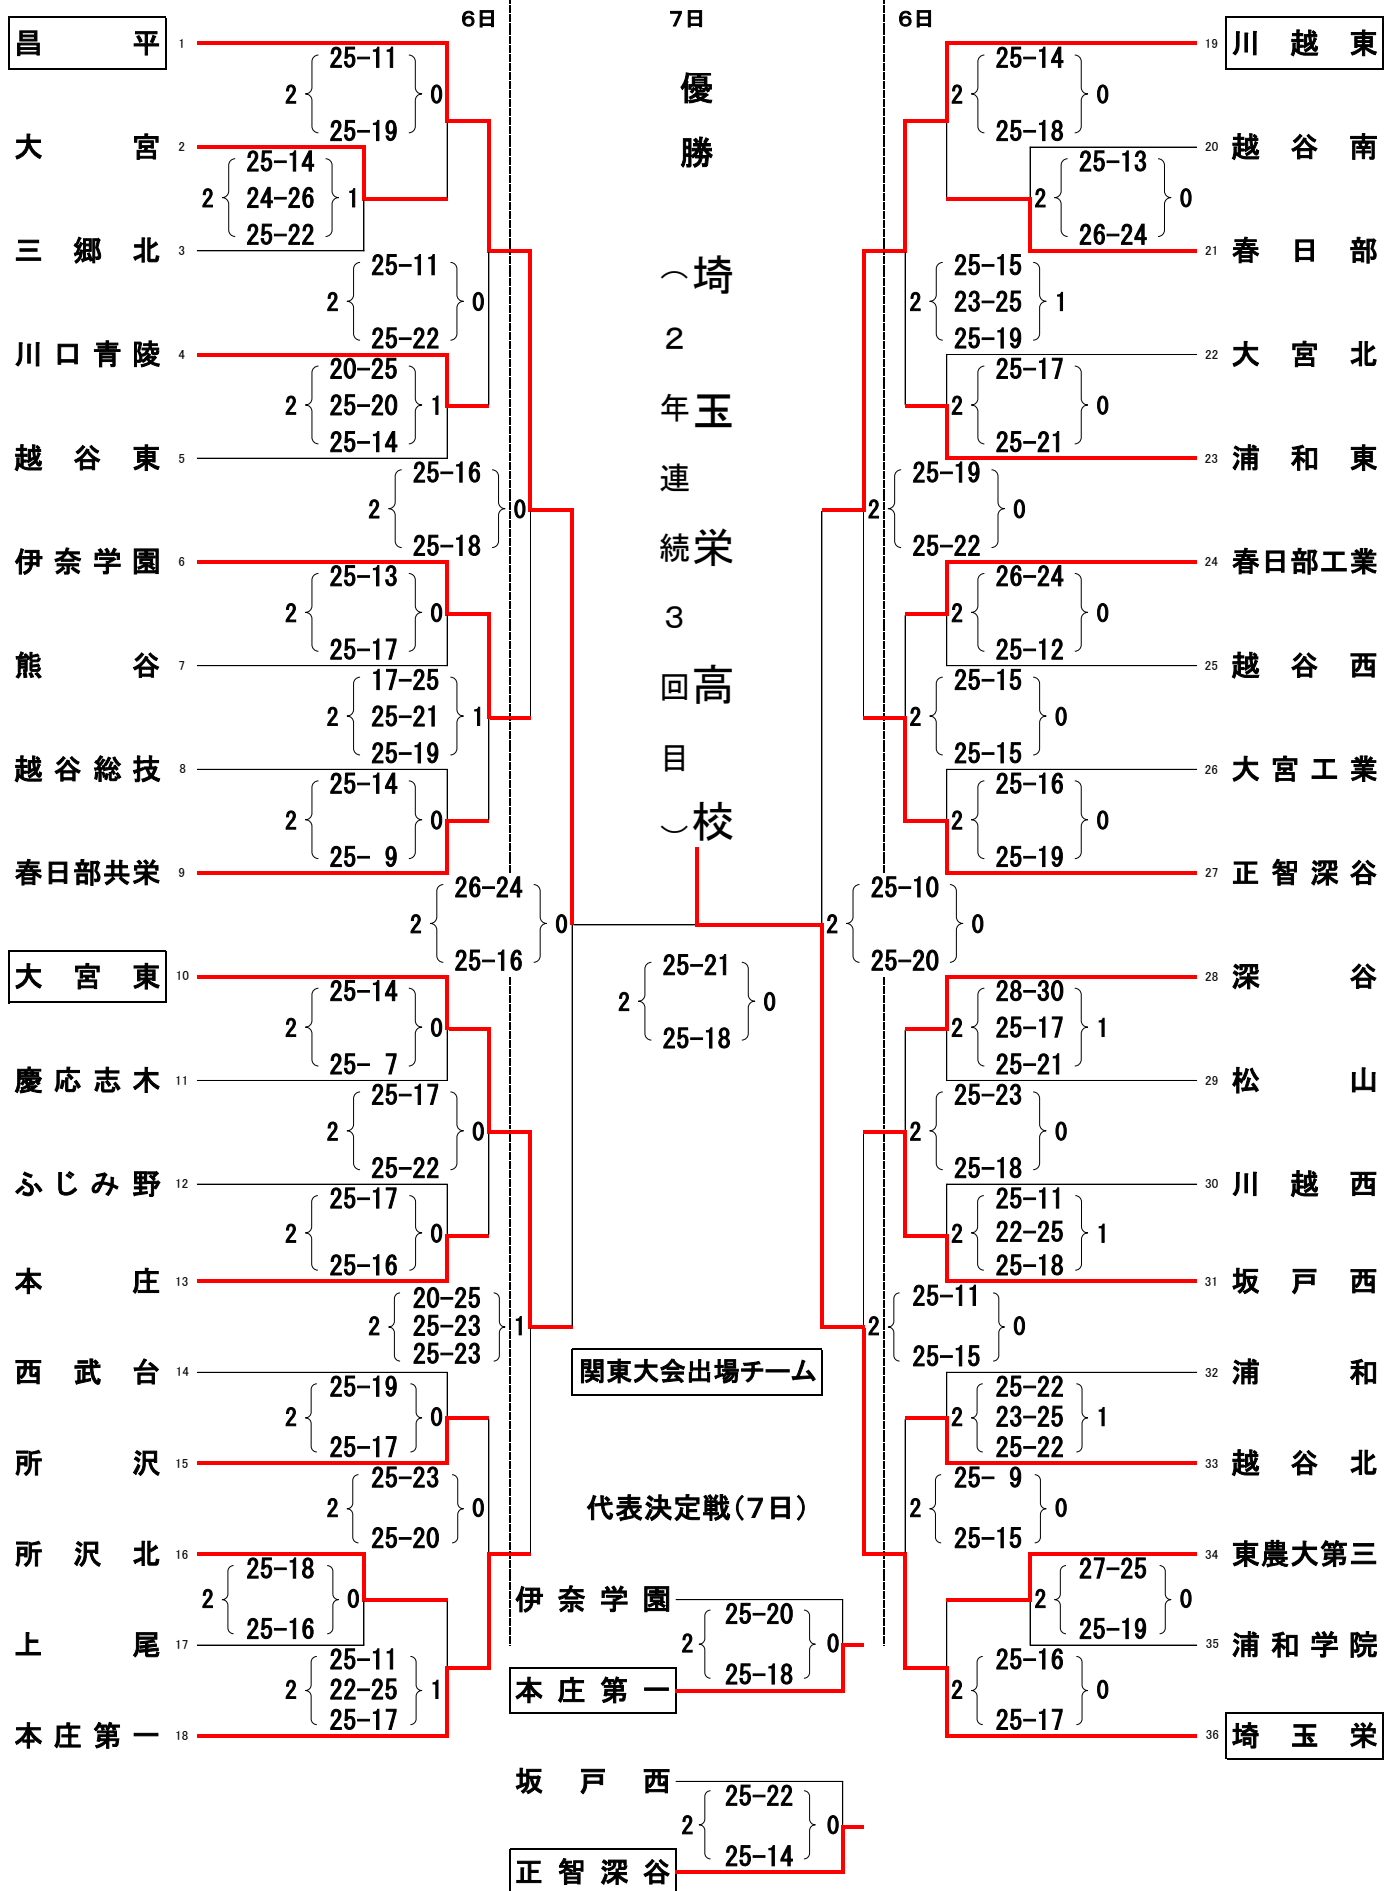 6日
7日
6日
優勝
埼玉栄高校
（2年連続3回目）
昌平 1
25-11
2 0
25-19
大宮 2
25-14
2 24-26 1
25-22
三郷北 3
25-11
2 0
25-22
川口青陵 4
20-25
2 25-20 1
25-14
越谷東 5
25-16
2 0
25-18
伊奈学園 6
25-13
2 0
25-17
熊谷 7
17-25
2 25-21 1
25-19
越谷総技 8
25-14
2 0
25- 9
春日部共栄 9
26-24
2 0
25-16
大宮東 10
25-14
2 0
25- 7
慶応志木 11
25-17
2 0
25-22
ふじみ野 12
25-17
2 0
25-16
本庄 13
20-25
2 25-23 1
25-23
西武台 14
25-19
2 0
25-17
所沢 15
25-23
2 0
25-20
所沢北 16
25-18
2 0
25-16
上尾 17
25-11
2 22-25 1
25-17
本庄第一 18
25-21
2 0
25-18
関東大会出場チーム
代表決定戦(7日)
伊奈学園
25-20
2 0
25-18
本庄第一
坂戸西
25-22
2 0
25-14
正智深谷
19 川越東
25-14
2 0
25-18
20 越谷南
25-13
2 0
26-24
21 春日部
25-15
2 23-25 1
25-19
22 大宮北
25-17
2 0
25-21
23 浦和東
25-19
2 0
25-22
24 春日部工業
26-24
2 0
25-12
25 越谷西
25-15
2 0
25-15
26 大宮工業
25-16
2 0
25-19
27 正智深谷
25-10
2 0
25-20
28 深谷
28-30
2 25-17 1
25-21
29 松山
25-23
2 0
25-18
30 川越西
25-11
2 22-25 1
25-18
31 坂戸西
25-11
2 0
25-15
32 浦和
25-22
2 23-25 1
25-22
33 越谷北
25- 9
2 0
25-15
34 東農大第三
27-25
2 0
25-19
35 浦和学院
25-16
2 0
25-17
36 埼玉栄